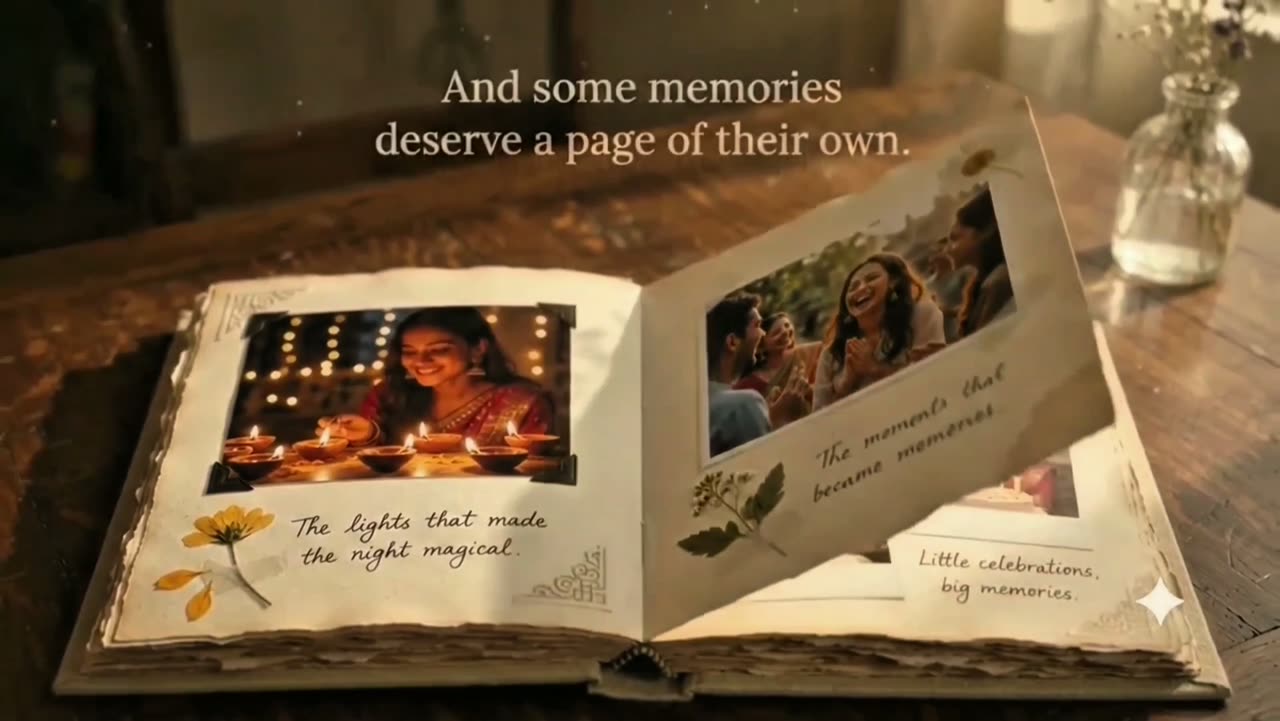 And some memories
deserve a page of their own.
The lights that made
the night magical.
The moments that
became memories.
Little celebrations,
big memories.